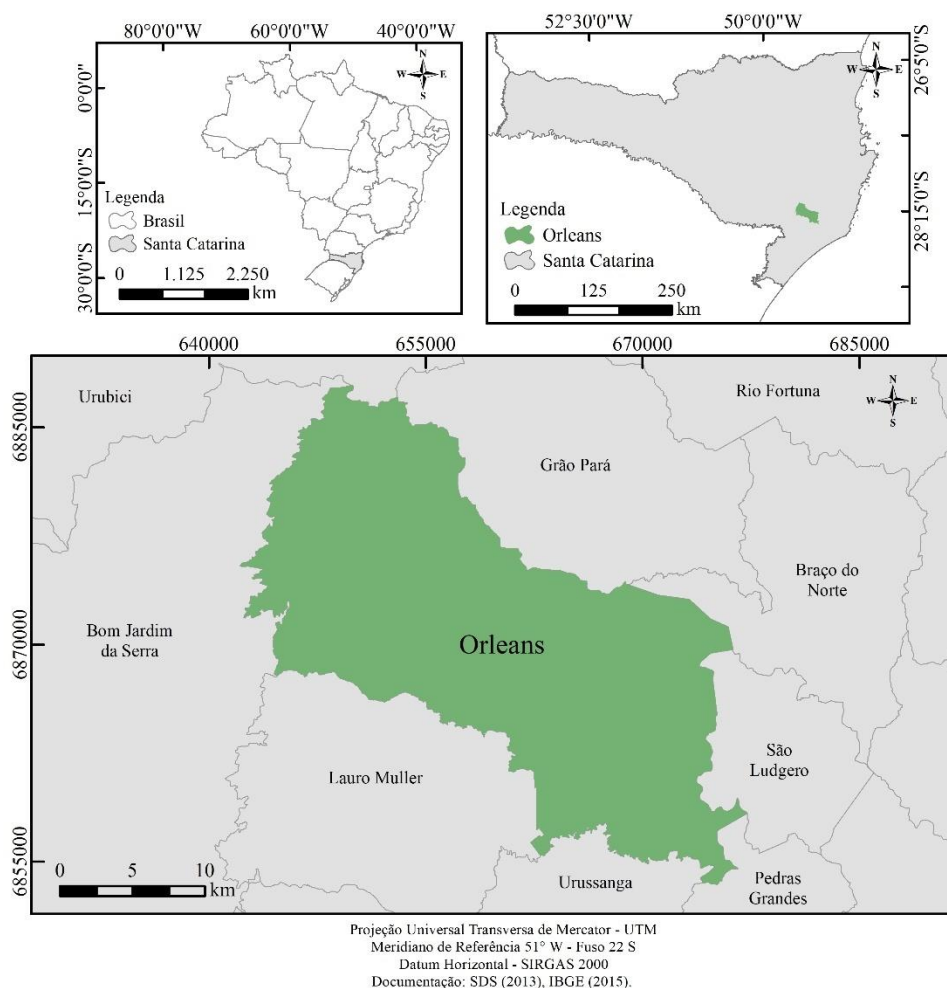 80°0'0"W 60°0'0"W 40°0'0"W
0°0'0"
15°0'0"S
30°0'0"S
N
W E
S
Legenda
Brasil
Santa Catarina
0 1.125 2.250
km
52°30'0"W 50°0'0"W
26°5'0"S
28°15'0"S
N
W E
S
Legenda
Orleans
Santa Catarina
0 125 250
km
640000 655000 670000 685000
6885000
6870000
6855000
N
W E
S
Urubici
Rio Fortuna
Grão Pará
Braço do
Norte
Bom Jardim
da Serra
Orleans
São
Ludgero
Lauro Muller
Urussanga
Pedras
Grandes
0 5 10
km
Projeção Universal Transversa de Mercator - UTM
Meridiano de Referência 51° W - Fuso 22 S
Datum Horizontal - SIRGAS 2000
Documentação: SDS (2013), IBGE (2015).